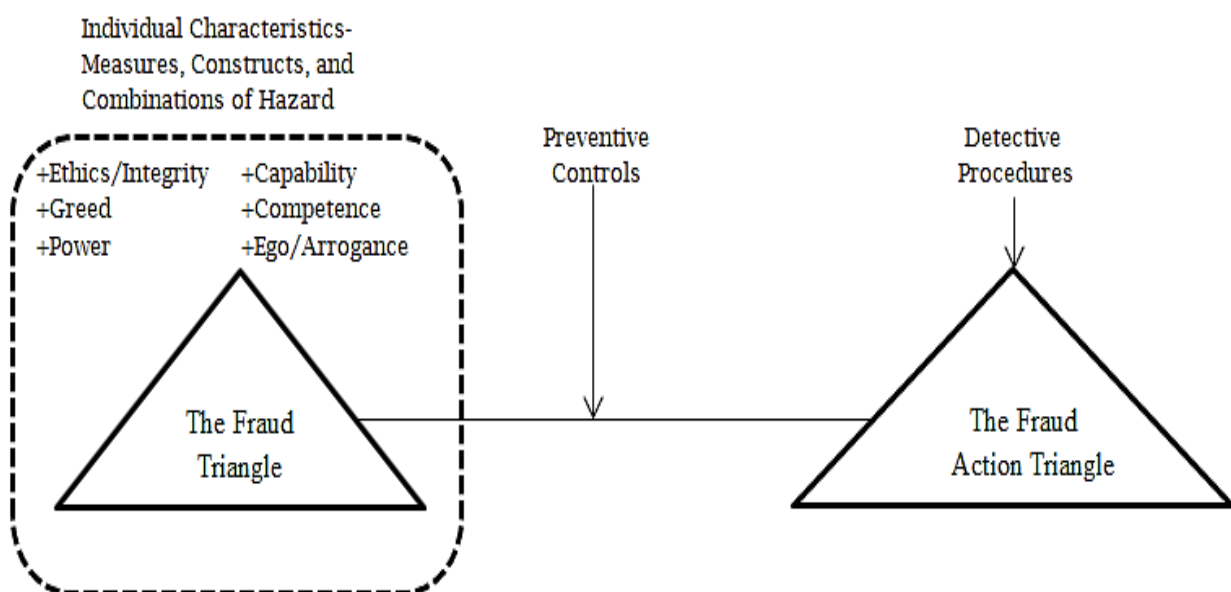 Individual Characteristics-
Measures, Constructs, and
Combinations of Hazard
Preventive
Controls
Detective
Procedures
+Ethics/Integrity +Capability
+Greed +Competence
+Power +Ego/Arrogance
The Fraud
Triangle
The Fraud
Action Triangle